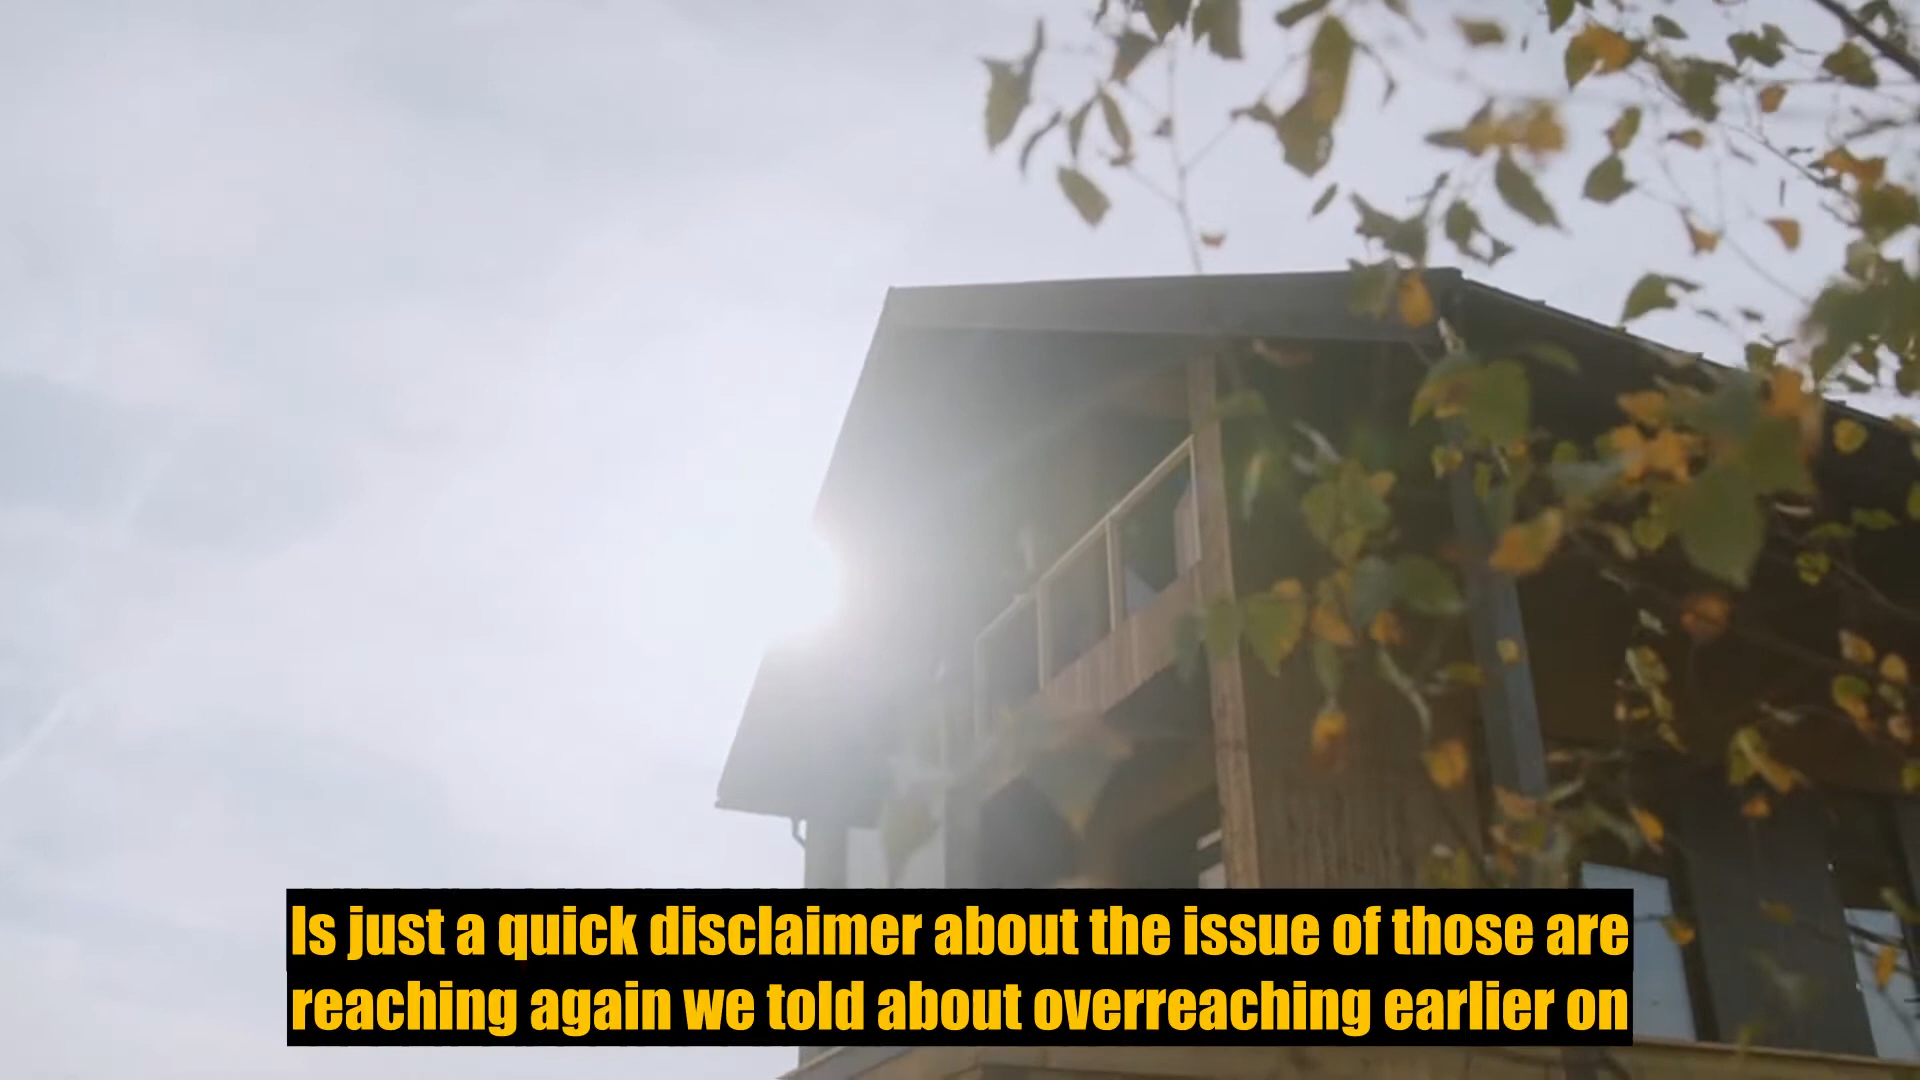 Is just a quick disclaimer about the issue of those are
reaching again we told about overreaching earlier on